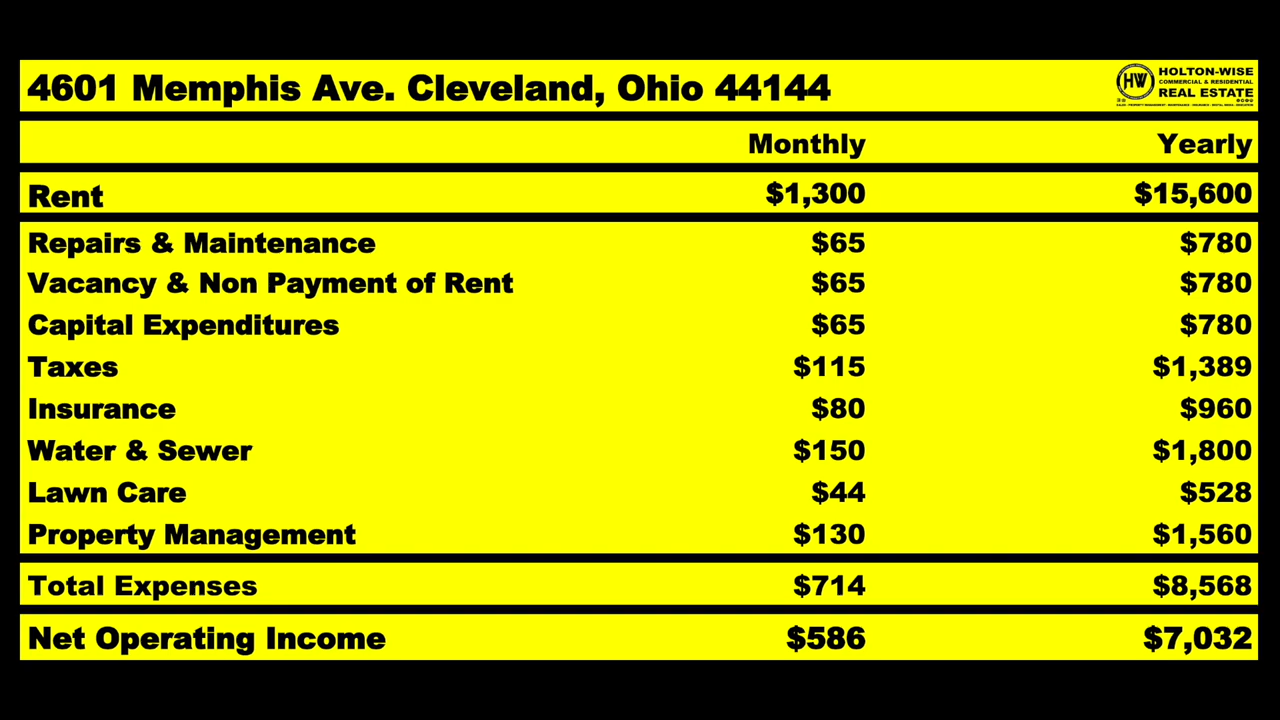 4601 Memphis Ave. Cleveland, Ohio 44144
HW
HOLTON-WISE
COMMERCIAL & RESIDENTIAL
REAL ESTATE
Monthly Yearly
Rent $1,300 $15,600
Repairs & Maintenance $65 $780
Vacancy & Non Payment of Rent $65 $780
Capital Expenditures $65 $780
Taxes $115 $1,389
Insurance $80 $960
Water & Sewer $150 $1,800
Lawn Care $44 $528
Property Management $130 $1,560
Total Expenses $714 $8,568
Net Operating Income $586 $7,032